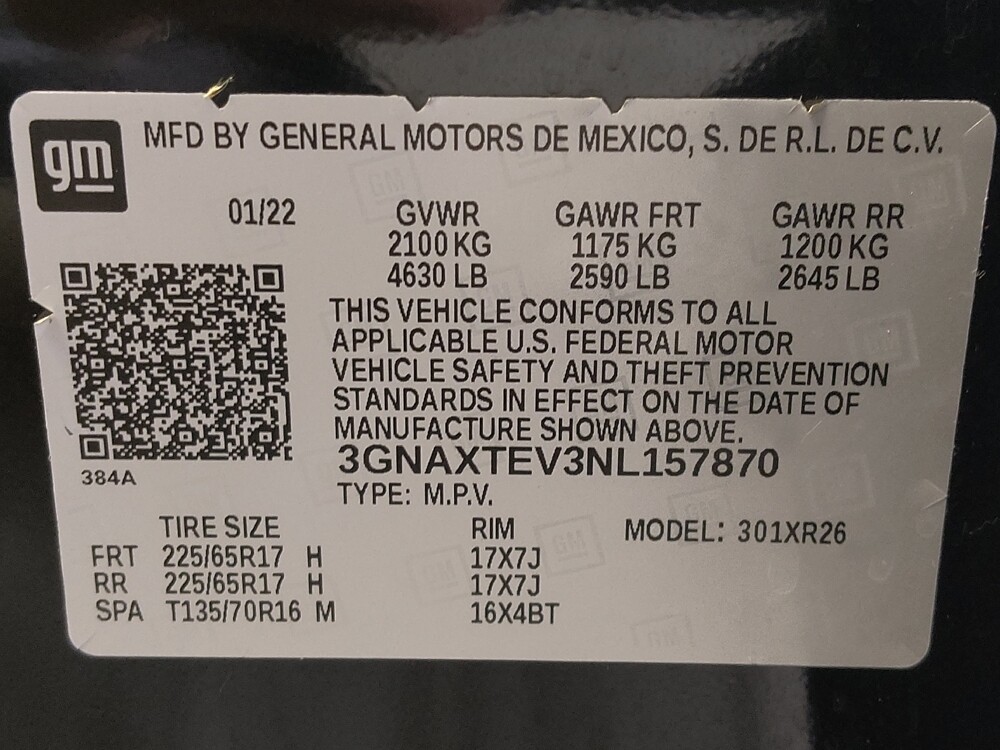 gm
MFD BY GENERAL MOTORS DE MEXICO, S. DE R.L. DE C.V.
01/22 GVWR GAWR FRT GAWR RR
2100 KG 1175 KG 1200 KG
4630 LB 2590 LB 2645 LB
THIS VEHICLE CONFORMS TO ALL
APPLICABLE U.S. FEDERAL MOTOR
VEHICLE SAFETY AND THEFT PREVENTION
STANDARDS IN EFFECT ON THE DATE OF
MANUFACTURE SHOWN ABOVE.
3GNAXTEV3NL157870
384A
TYPE: M.P.V.
TIRE SIZE RIM MODEL: 301XR26
FRT 225/65R17 H 17X7J
RR 225/65R17 H 17X7J
SPA T135/70R16 M 16X4BT